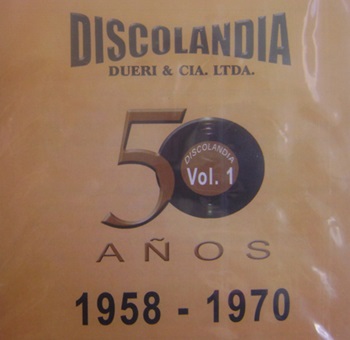 DISCOLANDIA
DUERI & CIA. LTDA.
50
DISCOLANDIA
Vol. 1
AÑOS
1958 - 1970